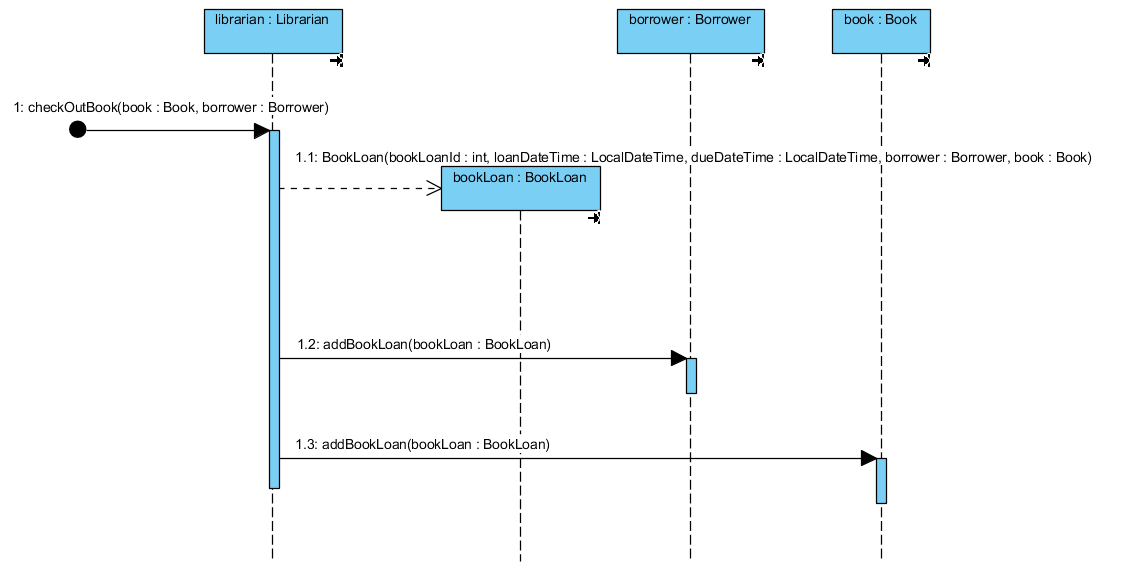 librarian : Librarian
borrower : Borrower
book : Book
1: checkOutBook(book : Book, borrower : Borrower)
1.1: BookLoan(bookLoanId : int, loanDateTime : LocalDateTime, dueDateTime : LocalDateTime, borrower : Borrower, book : Book)
bookLoan : BookLoan
1.2: addBookLoan(bookLoan : BookLoan)
1.3: addBookLoan(bookLoan : BookLoan)